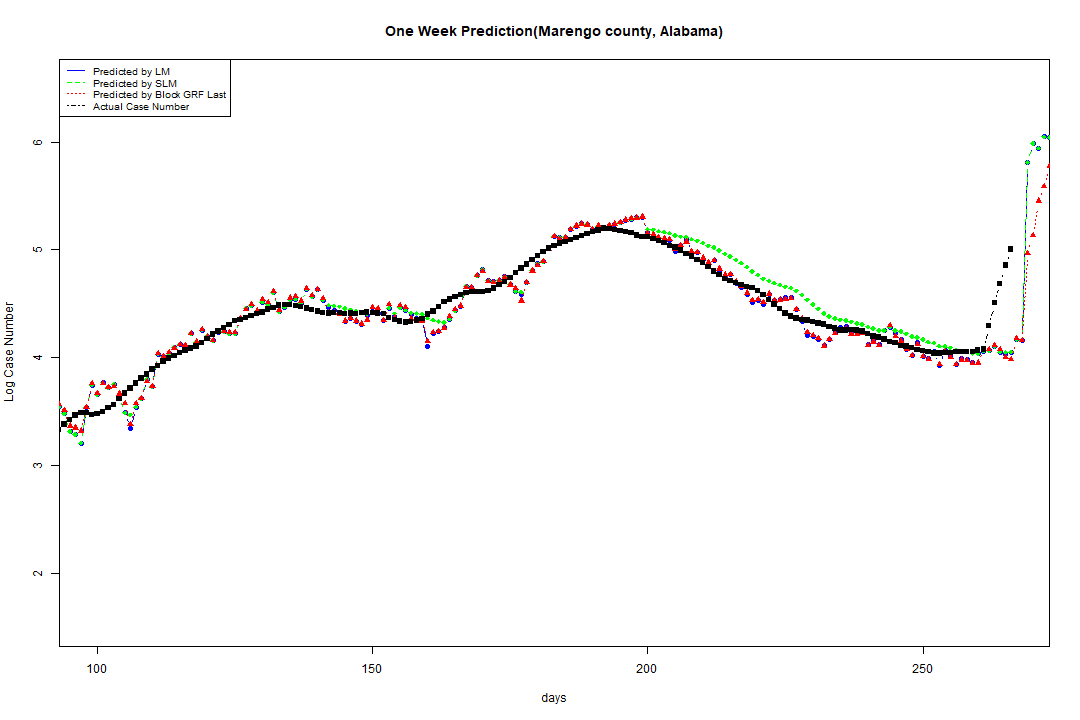 One Week Prediction(Marengo county, Alabama)
Predicted by LM
Predicted by SLM
Predicted by Block GRF Last
Actual Case Number
6
5
4
3
2
Log Case Number
100 150 200 250
days